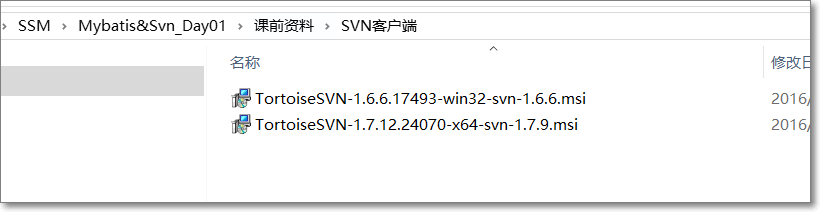 SSM > Mybatis&Svn_Day01 > 课前资料 > SVN客户端
名称 修改日
TortoiseSVN-1.6.6.17493-win32-svn-1.6.6.msi 2016/
TortoiseSVN-1.7.12.24070-x64-svn-1.7.9.msi 2016/